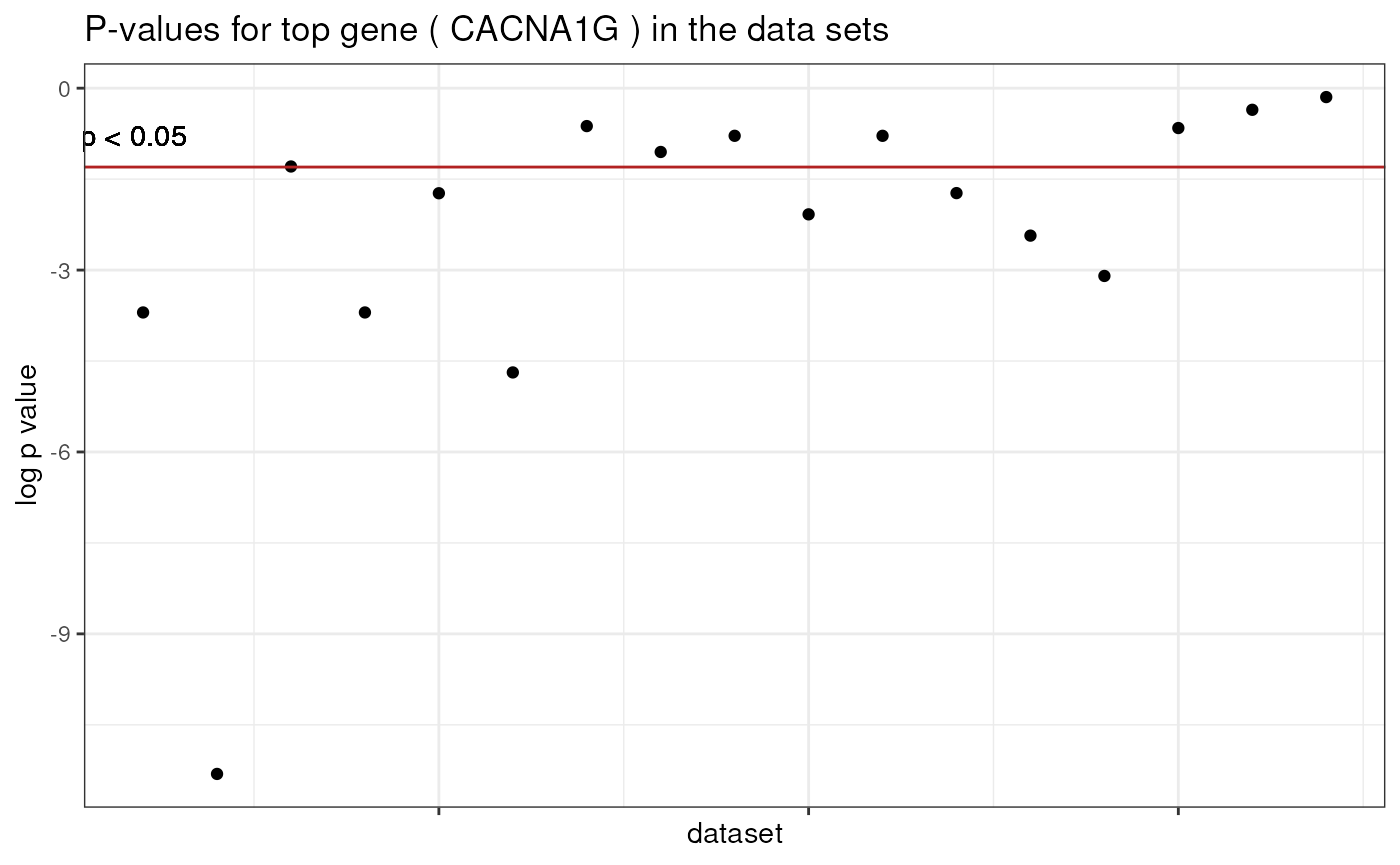 P-values for top gene ( CACNA1G ) in the data sets
0
p < 0.05
-3
log p value
-6
-9
dataset